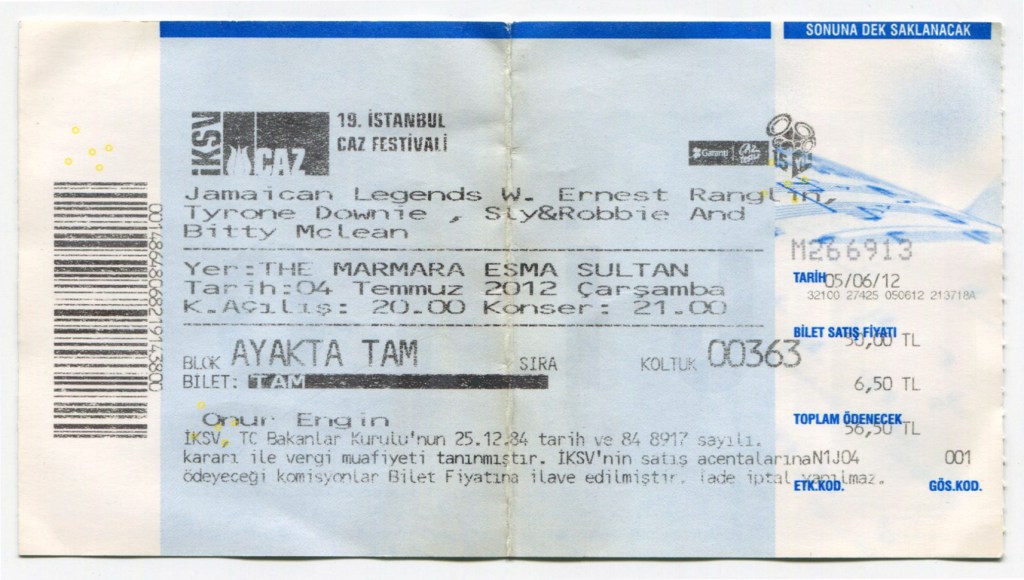 SONUNA DEK SAKLANACAK
İKSV CAZ
19. İSTANBUL
CAZ FESTİVALİ
Garanti
Jamaican Legends W. Ernest Ranglin,
Tyrone Downie , Sly&Robbie And
Bitty McLean
Yer:THE MARMARA ESMA SULTAN
Tarih:04 Temmuz 2012 Çarşamba
K.Açılış: 20.00 Konser: 21.00
BLOK AYAKTA TAM SIRA KOLTUK 00363
BİLET: TAM
Onur Engin
İKSV, TC Bakanlar Kurulu'nun 25.12.84 tarih ve 84 8917 sayılı.
kararı ile vergi muafiyeti tanınmıştır. İKSV'nin satış acentalarına
ödeyeceği komisyonlar Bilet Fiyatına ilave edilmiştir. İade iptal yapılmaz.
M266913
TARİH 05/06/12
32100 27425 050612 213718A
BİLET SATIŞ FİYATI
50,00 TL
6,50 TL
TOPLAM ÖDENECEK
56,50 TL
N1J04 001
ETK.KOD. GÖS.KOD.